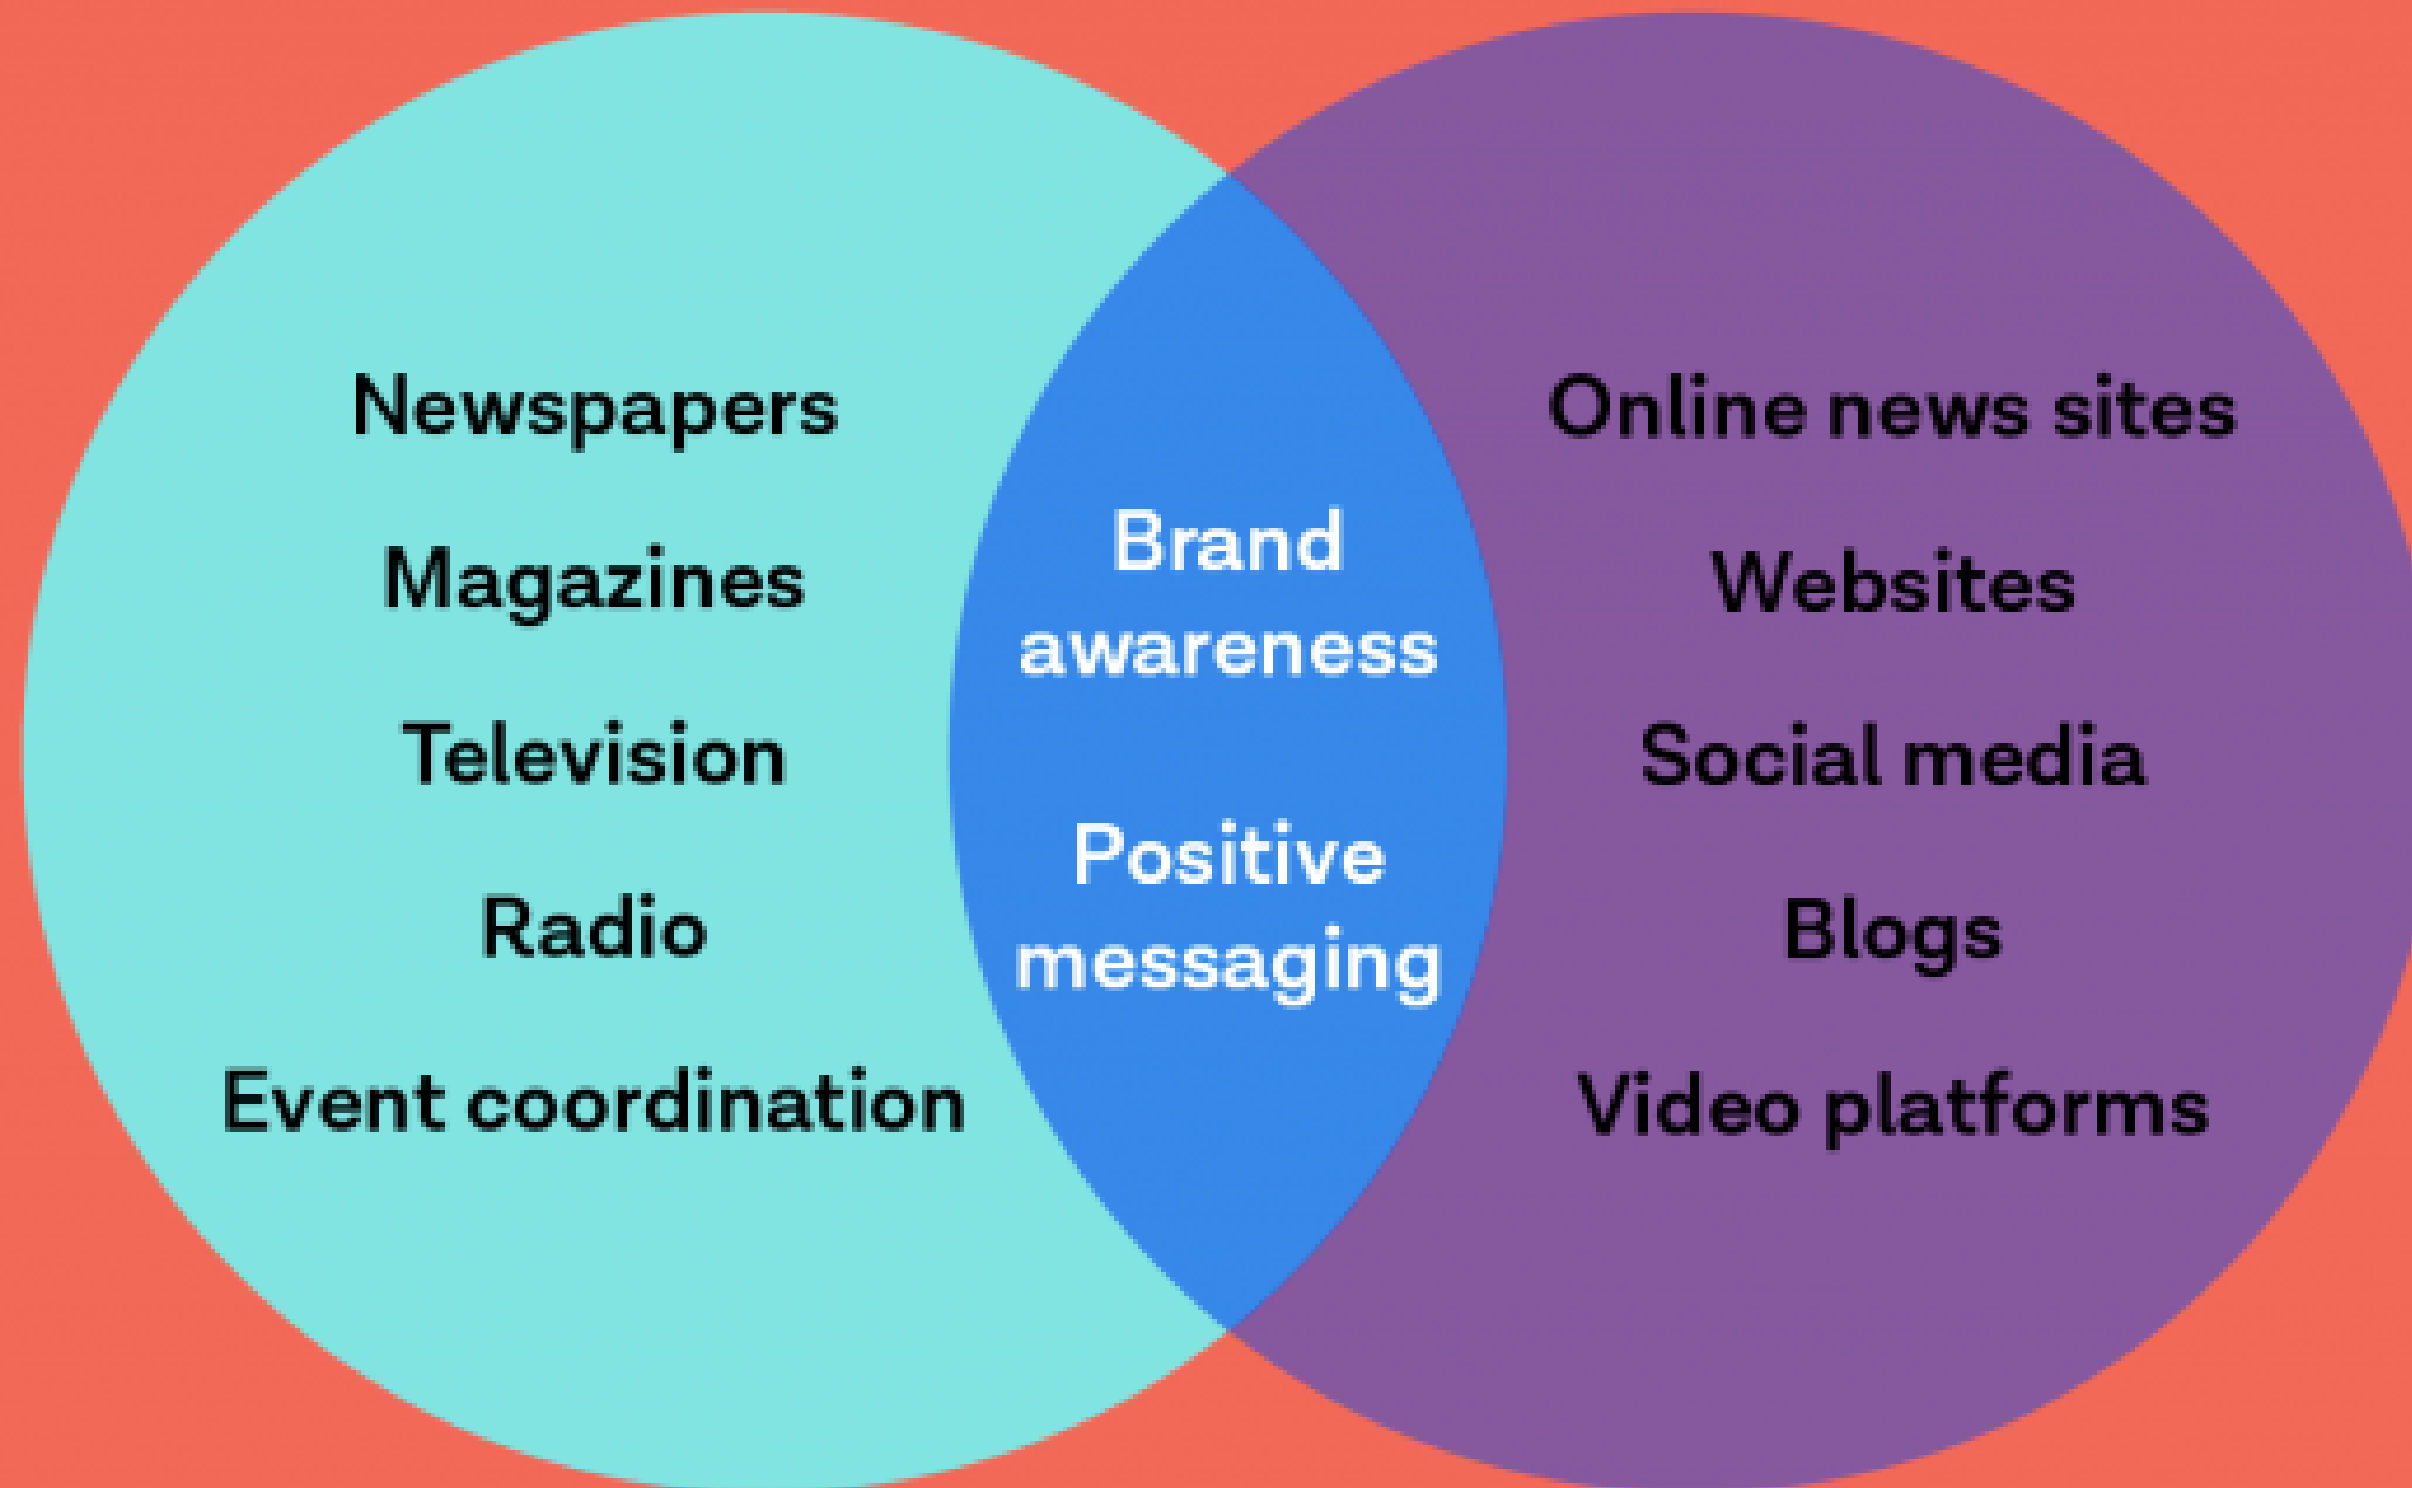 Newspapers
Magazines
Television
Radio
Event coordination
Brand
awareness
Positive
messaging
Online news sites
Websites
Social media
Blogs
Video platforms